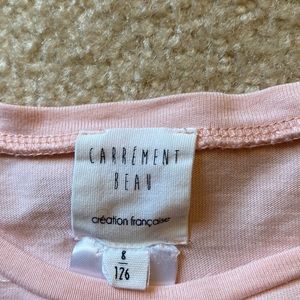 CARRÉMENT
BEAU
création française
8
126